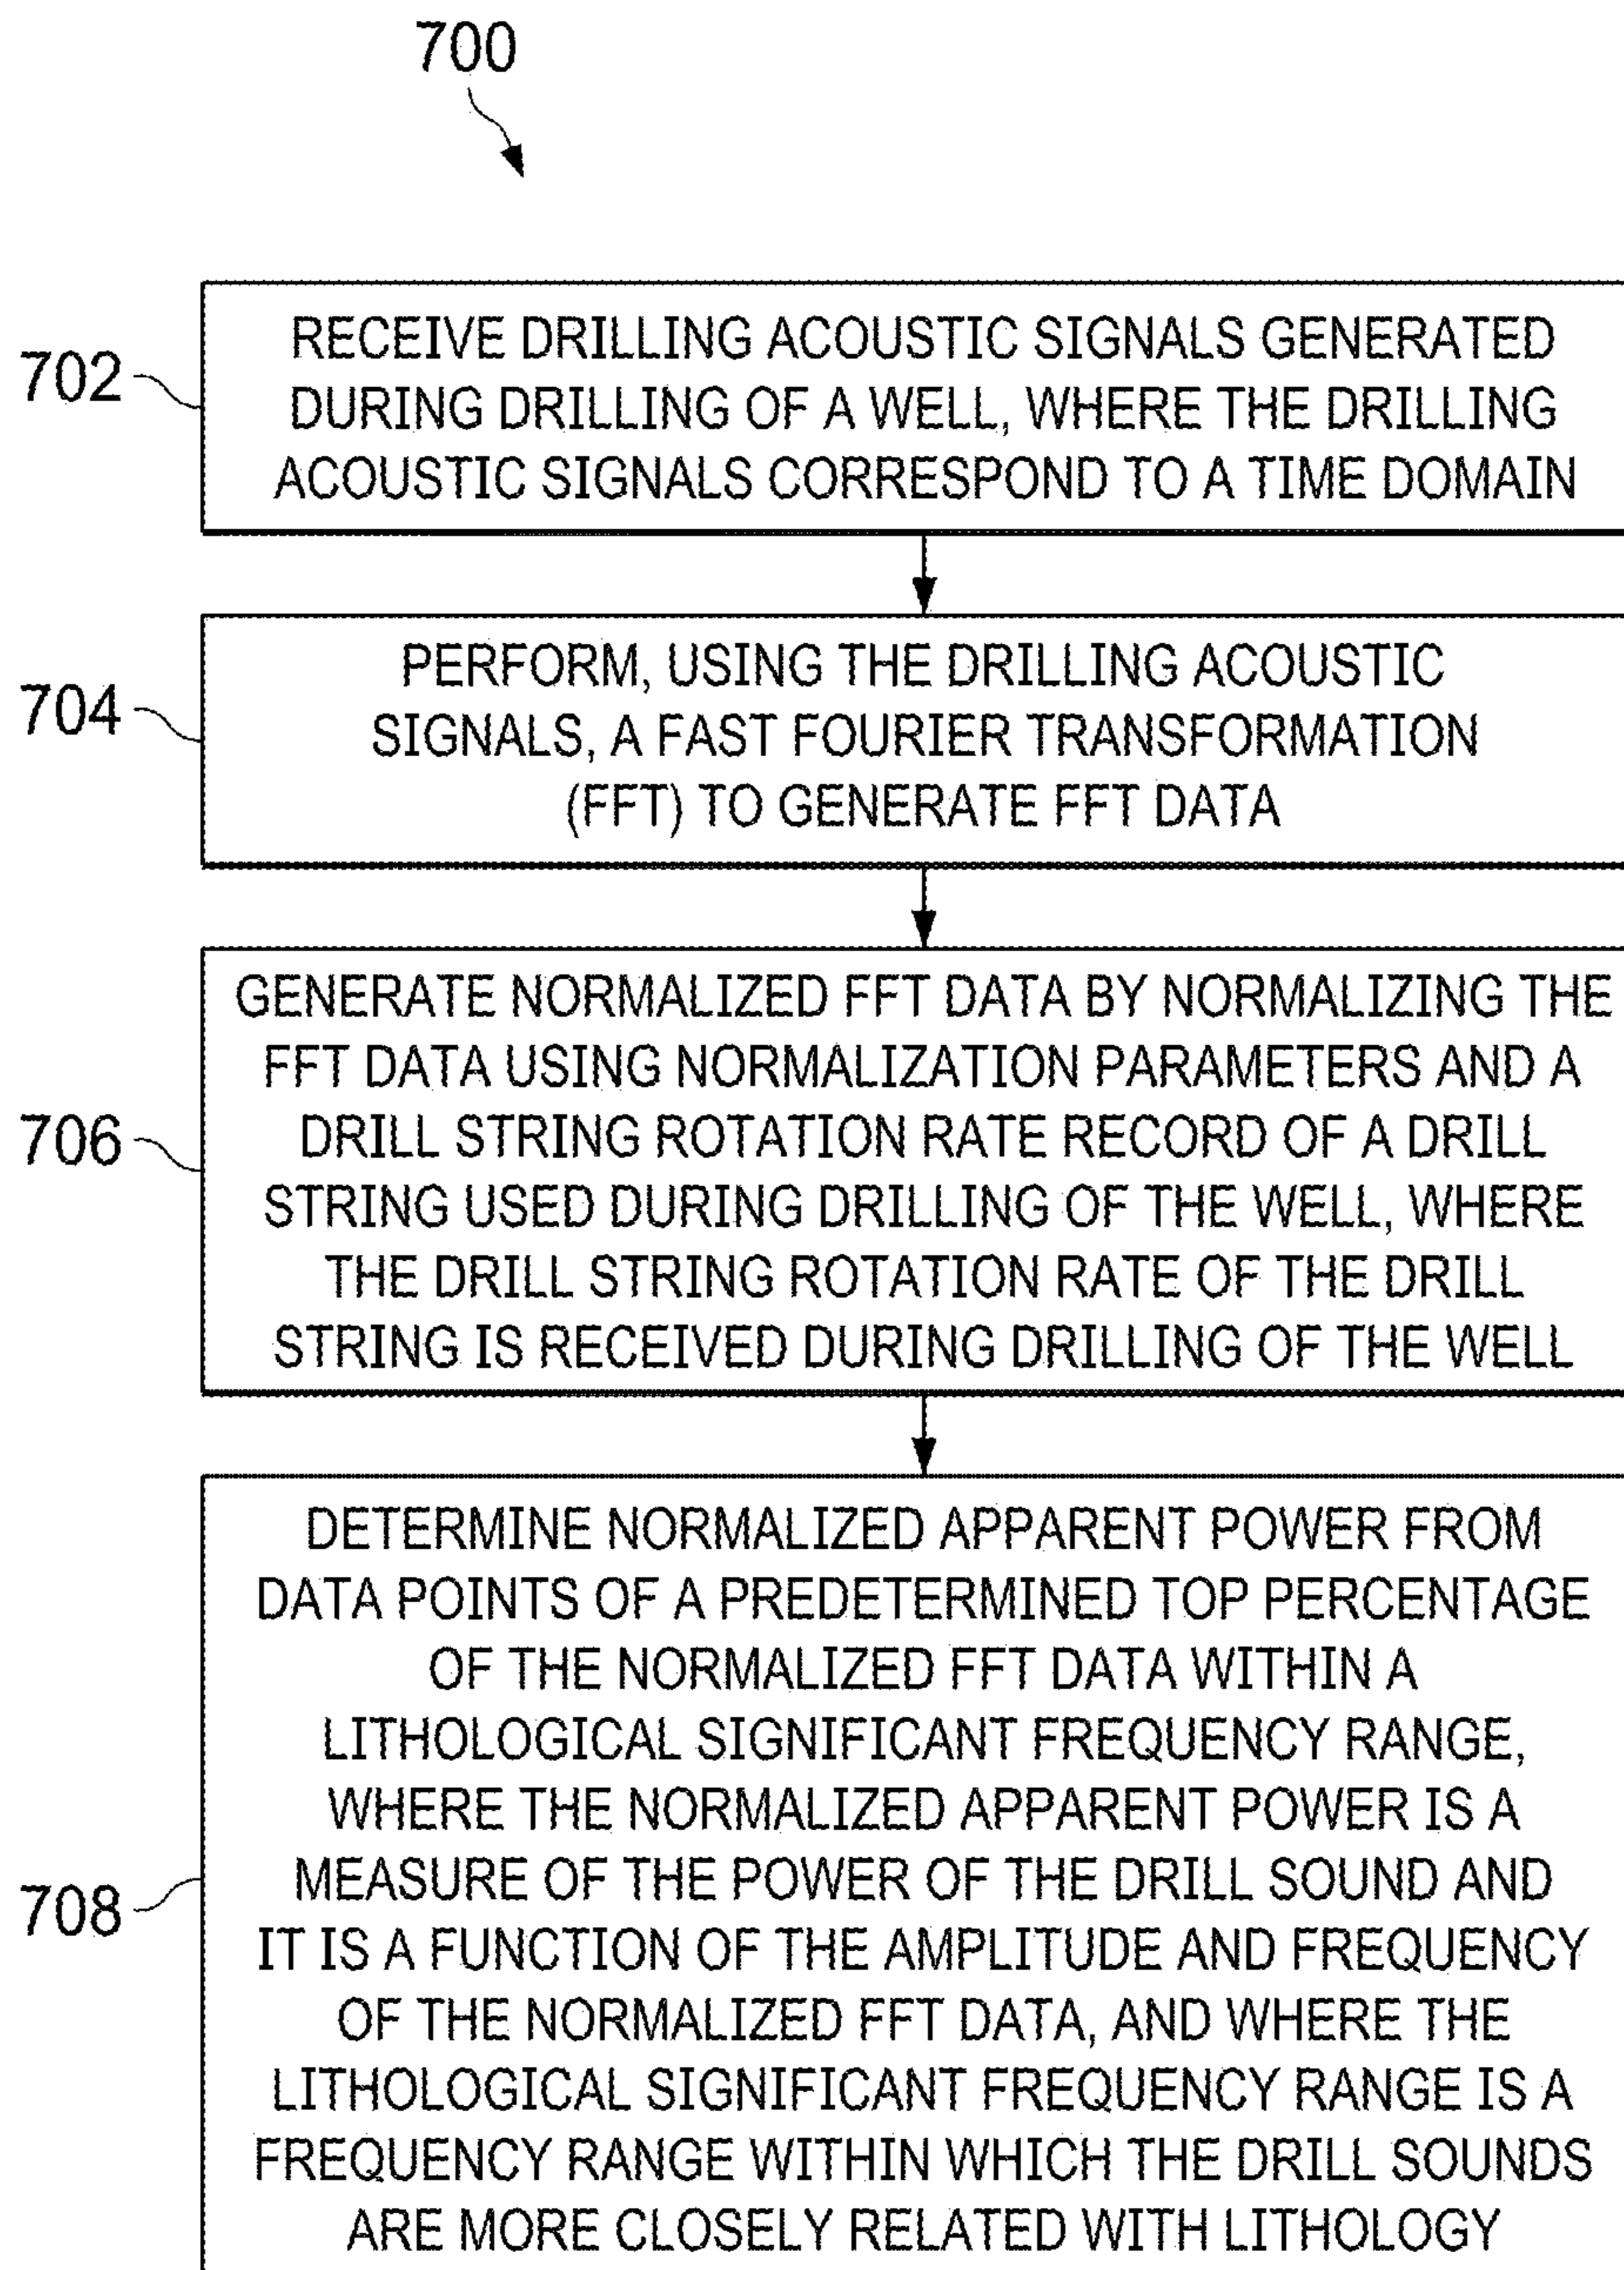 700
702
RECEIVE DRILLING ACOUSTIC SIGNALS GENERATED
DURING DRILLING OF A WELL, WHERE THE DRILLING
ACOUSTIC SIGNALS CORRESPOND TO A TIME DOMAIN
704
PERFORM, USING THE DRILLING ACOUSTIC
SIGNALS, A FAST FOURIER TRANSFORMATION
(FFT) TO GENERATE FFT DATA
706
GENERATE NORMALIZED FFT DATA BY NORMALIZING THE
FFT DATA USING NORMALIZATION PARAMETERS AND A
DRILL STRING ROTATION RATE RECORD OF A DRILL
STRING USED DURING DRILLING OF THE WELL, WHERE
THE DRILL STRING ROTATION RATE OF THE DRILL
STRING IS RECEIVED DURING DRILLING OF THE WELL
708
DETERMINE NORMALIZED APPARENT POWER FROM
DATA POINTS OF A PREDETERMINED TOP PERCENTAGE
OF THE NORMALIZED FFT DATA WITHIN A
LITHOLOGICAL SIGNIFICANT FREQUENCY RANGE,
WHERE THE NORMALIZED APPARENT POWER IS A
MEASURE OF THE POWER OF THE DRILL SOUND AND
IT IS A FUNCTION OF THE AMPLITUDE AND FREQUENCY
OF THE NORMALIZED FFT DATA, AND WHERE THE
LITHOLOGICAL SIGNIFICANT FREQUENCY RANGE IS A
FREQUENCY RANGE WITHIN WHICH THE DRILL SOUNDS
ARE MORE CLOSELY RELATED WITH LITHOLOGY